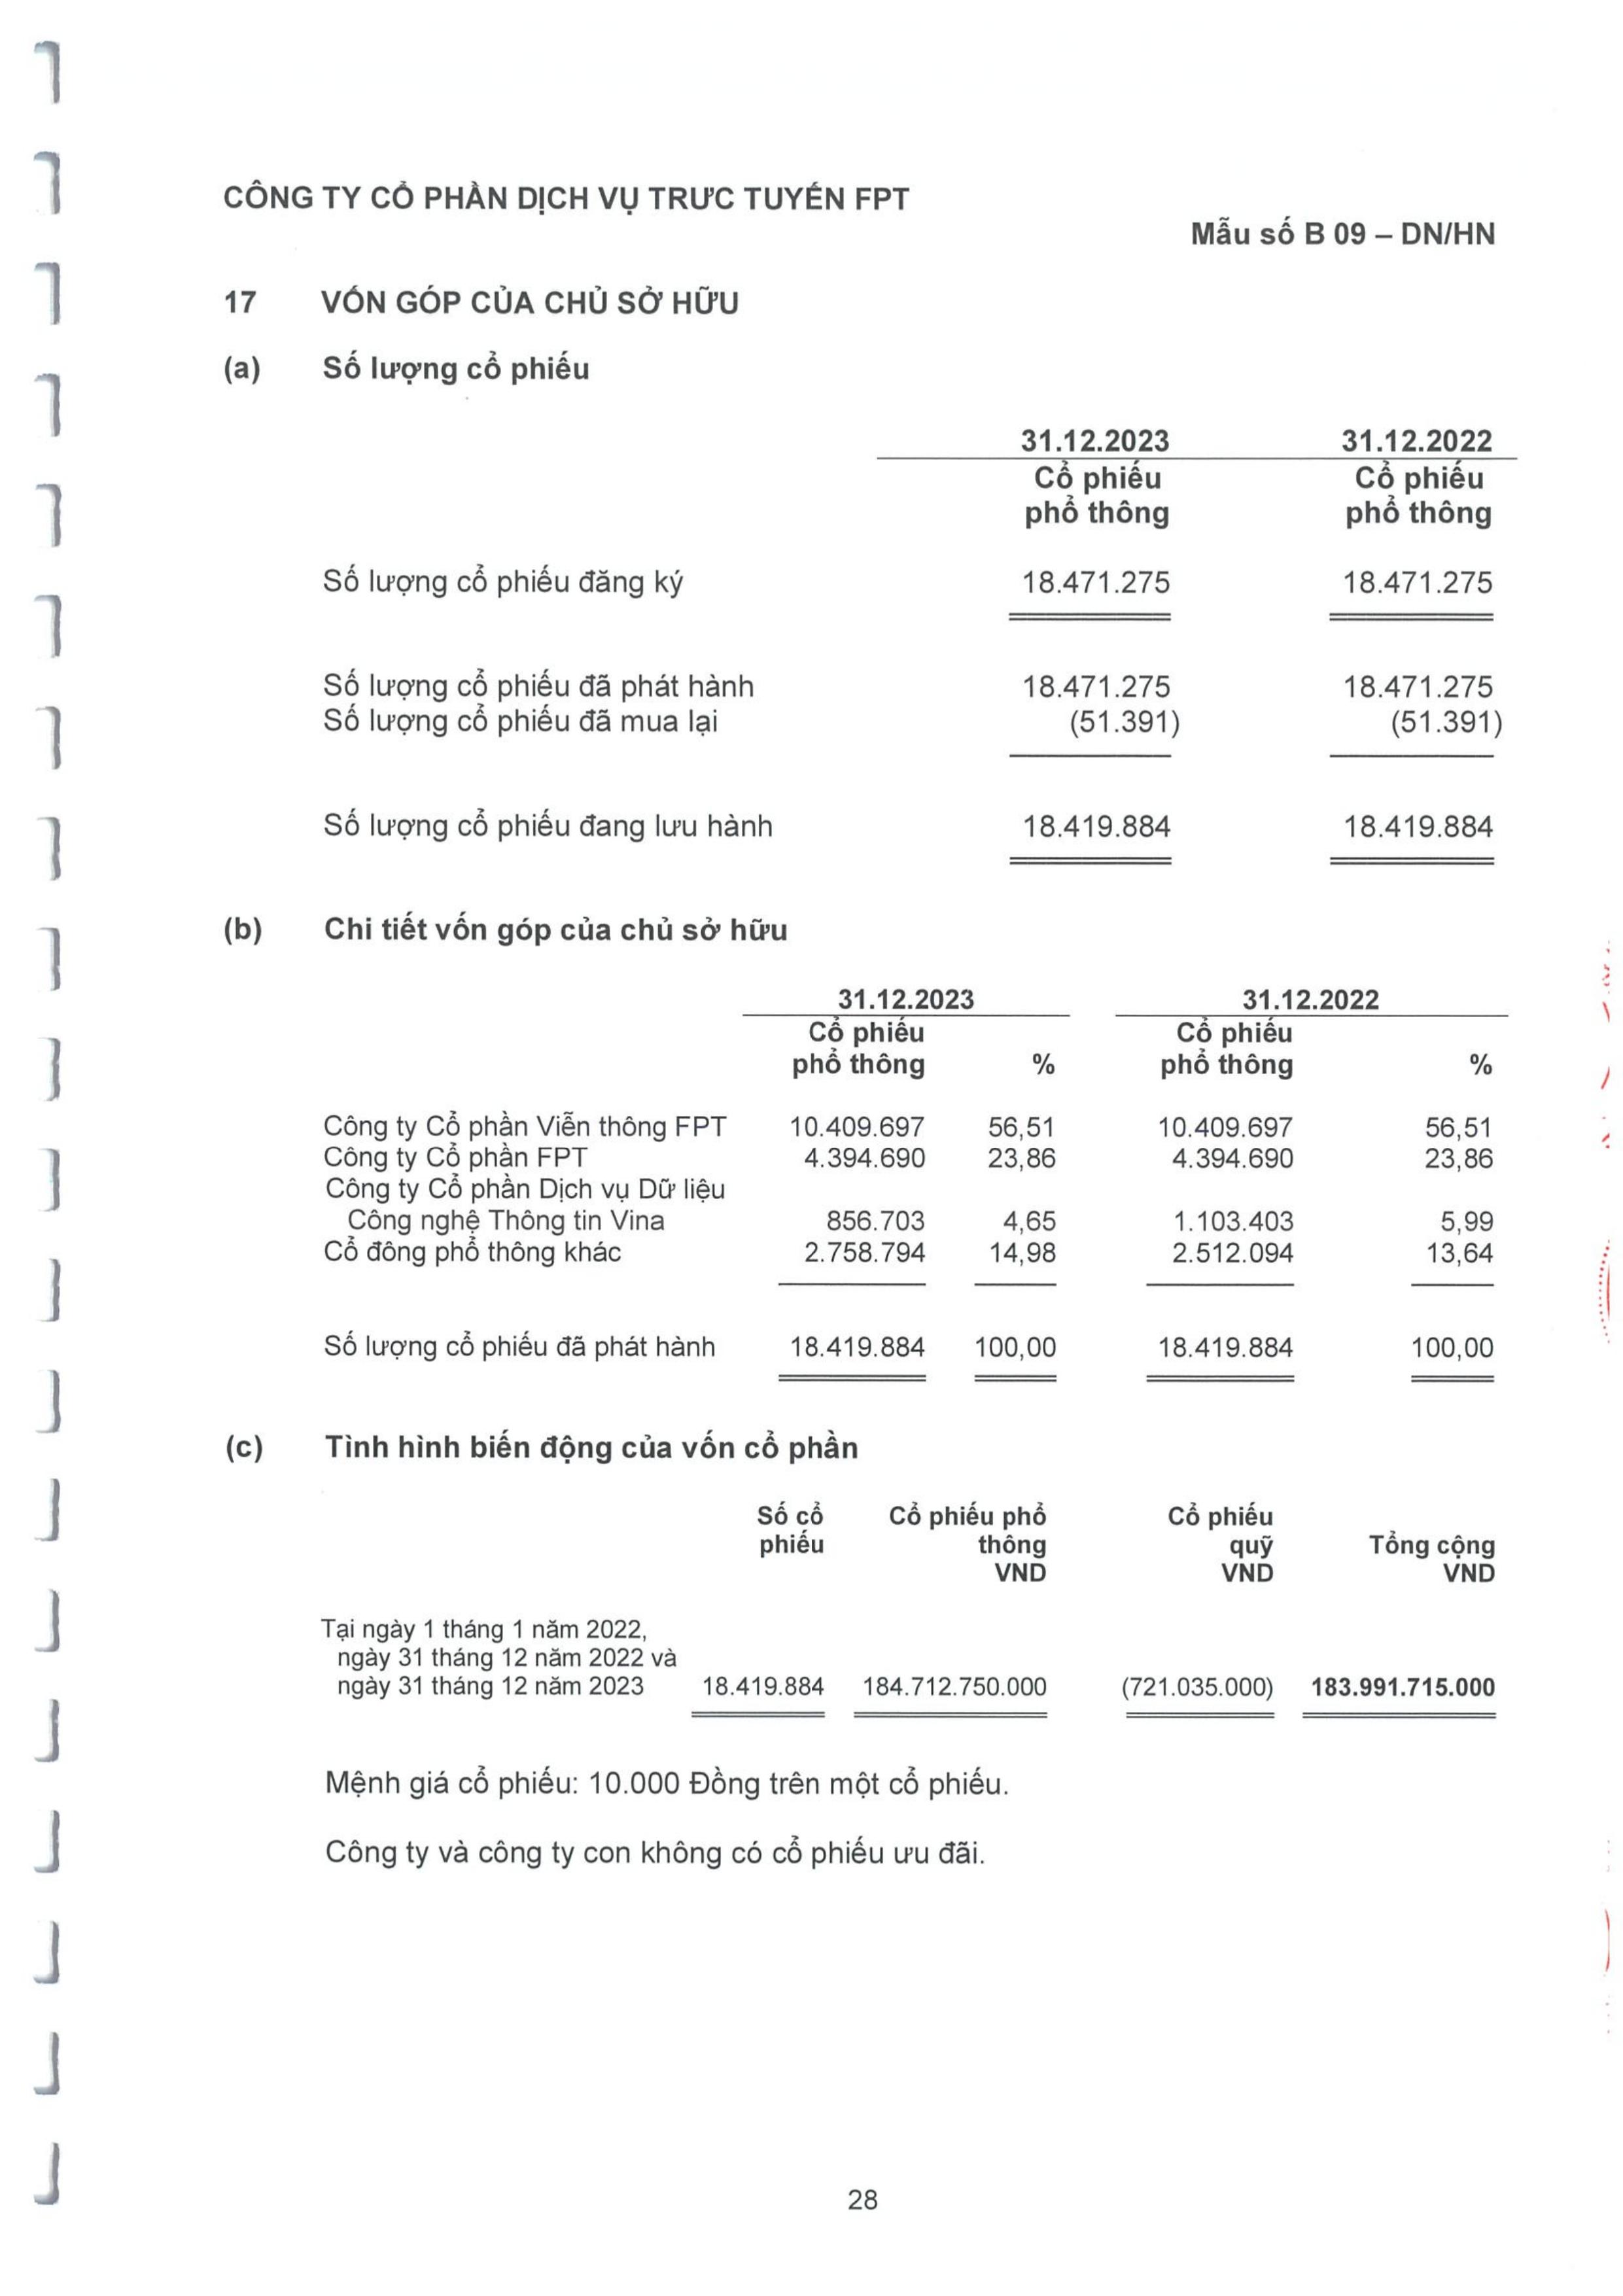 CÔNG TY CỔ PHẦN DỊCH VỤ TRỰC TUYẾN FPT
Mẫu số B 09 – DN/HN
17 VỐN GÓP CỦA CHỦ SỞ HỮU
(a) Số lượng cổ phiếu
31.12.2023 31.12.2022
Cổ phiếu Cổ phiếu
phổ thông phổ thông
Số lượng cổ phiếu đăng ký 18.471.275 18.471.275
Số lượng cổ phiếu đã phát hành 18.471.275 18.471.275
Số lượng cổ phiếu đã mua lại (51.391) (51.391)
Số lượng cổ phiếu đang lưu hành 18.419.884 18.419.884
(b) Chi tiết vốn góp của chủ sở hữu
31.12.2023 31.12.2022
Cổ phiếu Cổ phiếu
phổ thông % phổ thông %
Công ty Cổ phần Viễn thông FPT 10.409.697 56,51 10.409.697 56,51
Công ty Cổ phần FPT 4.394.690 23,86 4.394.690 23,86
Công ty Cổ phần Dịch vụ Dữ liệu
Công nghệ Thông tin Vina 856.703 4,65 1.103.403 5,99
Cổ đông phổ thông khác 2.758.794 14,98 2.512.094 13,64
Số lượng cổ phiếu đã phát hành 18.419.884 100,00 18.419.884 100,00
(c) Tình hình biến động của vốn cổ phần
Số cổ Cổ phiếu phổ Cổ phiếu
phiếu thông quỹ Tổng cộng
VND VND VND
Tại ngày 1 tháng 1 năm 2022,
ngày 31 tháng 12 năm 2022 và
ngày 31 tháng 12 năm 2023 18.419.884 184.712.750.000 (721.035.000) 183.991.715.000
Mệnh giá cổ phiếu: 10.000 Đồng trên một cổ phiếu.
Công ty và công ty con không có cổ phiếu ưu đãi.
28